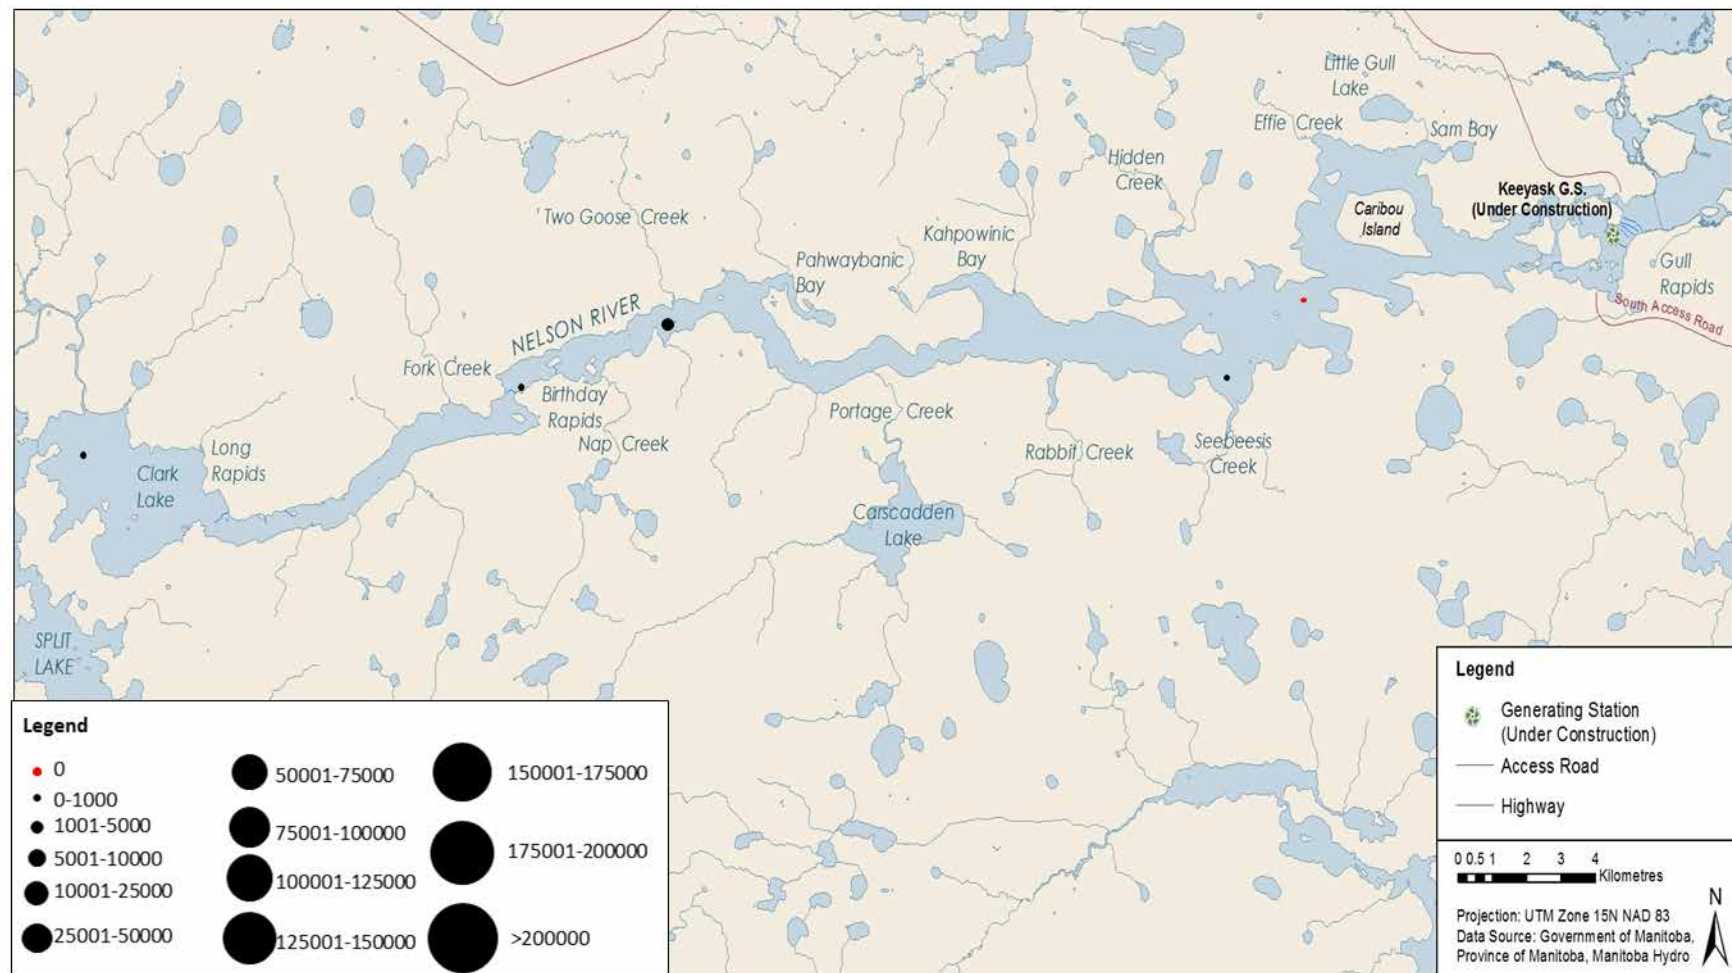 Little Gull
Lake
Effie Creek
Sam Bay
Hidden
Creek
Keeyask G.S.
(Under Construction)
Two Goose Creek
Caribou
Island
Kahpowinic
Bay
Pahwaybanic
Bay
Gull
Rapids
South Access Road
NELSON RIVER
Fork Creek
Birthday
Rapids
Portage Creek
Nap Creek
Long
Rapids
Rabbit Creek
Seebeesis
Creek
Clark
Lake
Carscadden
Lake
SPLIT
LAKE
Legend
0
0-1000
1001-5000
5001-10000
10001-25000
25001-50000
50001-75000
75001-100000
100001-125000
125001-150000
150001-175000
175001-200000
>200000
Legend
Generating Station
(Under Construction)
Access Road
Highway
0 0.5 1 2 3 4
Kilometres
N
Projection: UTM Zone 15N NAD 83
Data Source: Government of Manitoba,
Province of Manitoba, Manitoba Hydro